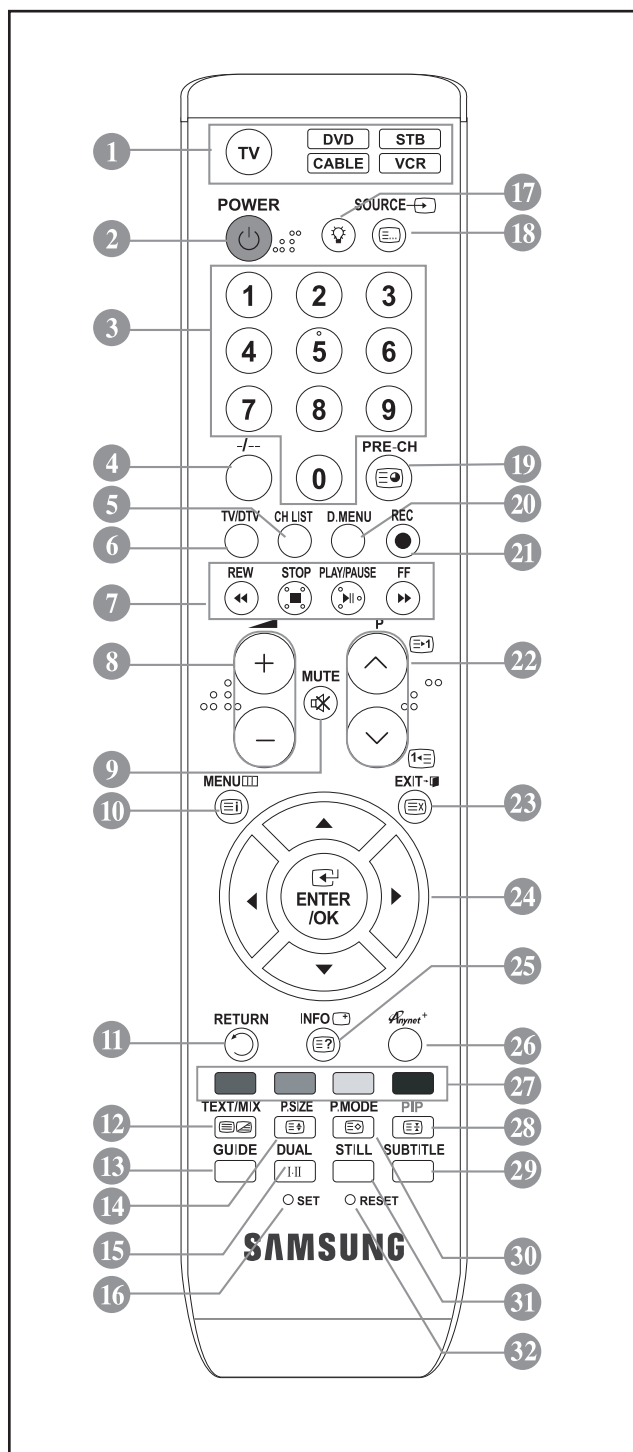 TV DVD STB
1 CABLE VCR
17
POWER SOURCE
2 18
1 2 3
3
4 5 6
7 8 9
4 -/-- PRE-CH
0 19
5 20
TV/DTV CH LIST D.MENU REC
6 21
REW STOP PLAY/PAUSE FF
7
P
8 + 1 22
MUTE
–
9 1
MENU EXIT
10 i X 23
ENTER
/OK
24
25
RETURN INFO Anynet+
11 ? 26
27
TEXT/MIX P.SIZE P.MODE PIP
12 28
GUIDE DUAL STILL SUBTITLE
13 I·II 29
14 SET RESET
15 SAMSUNG 30
16 31
32